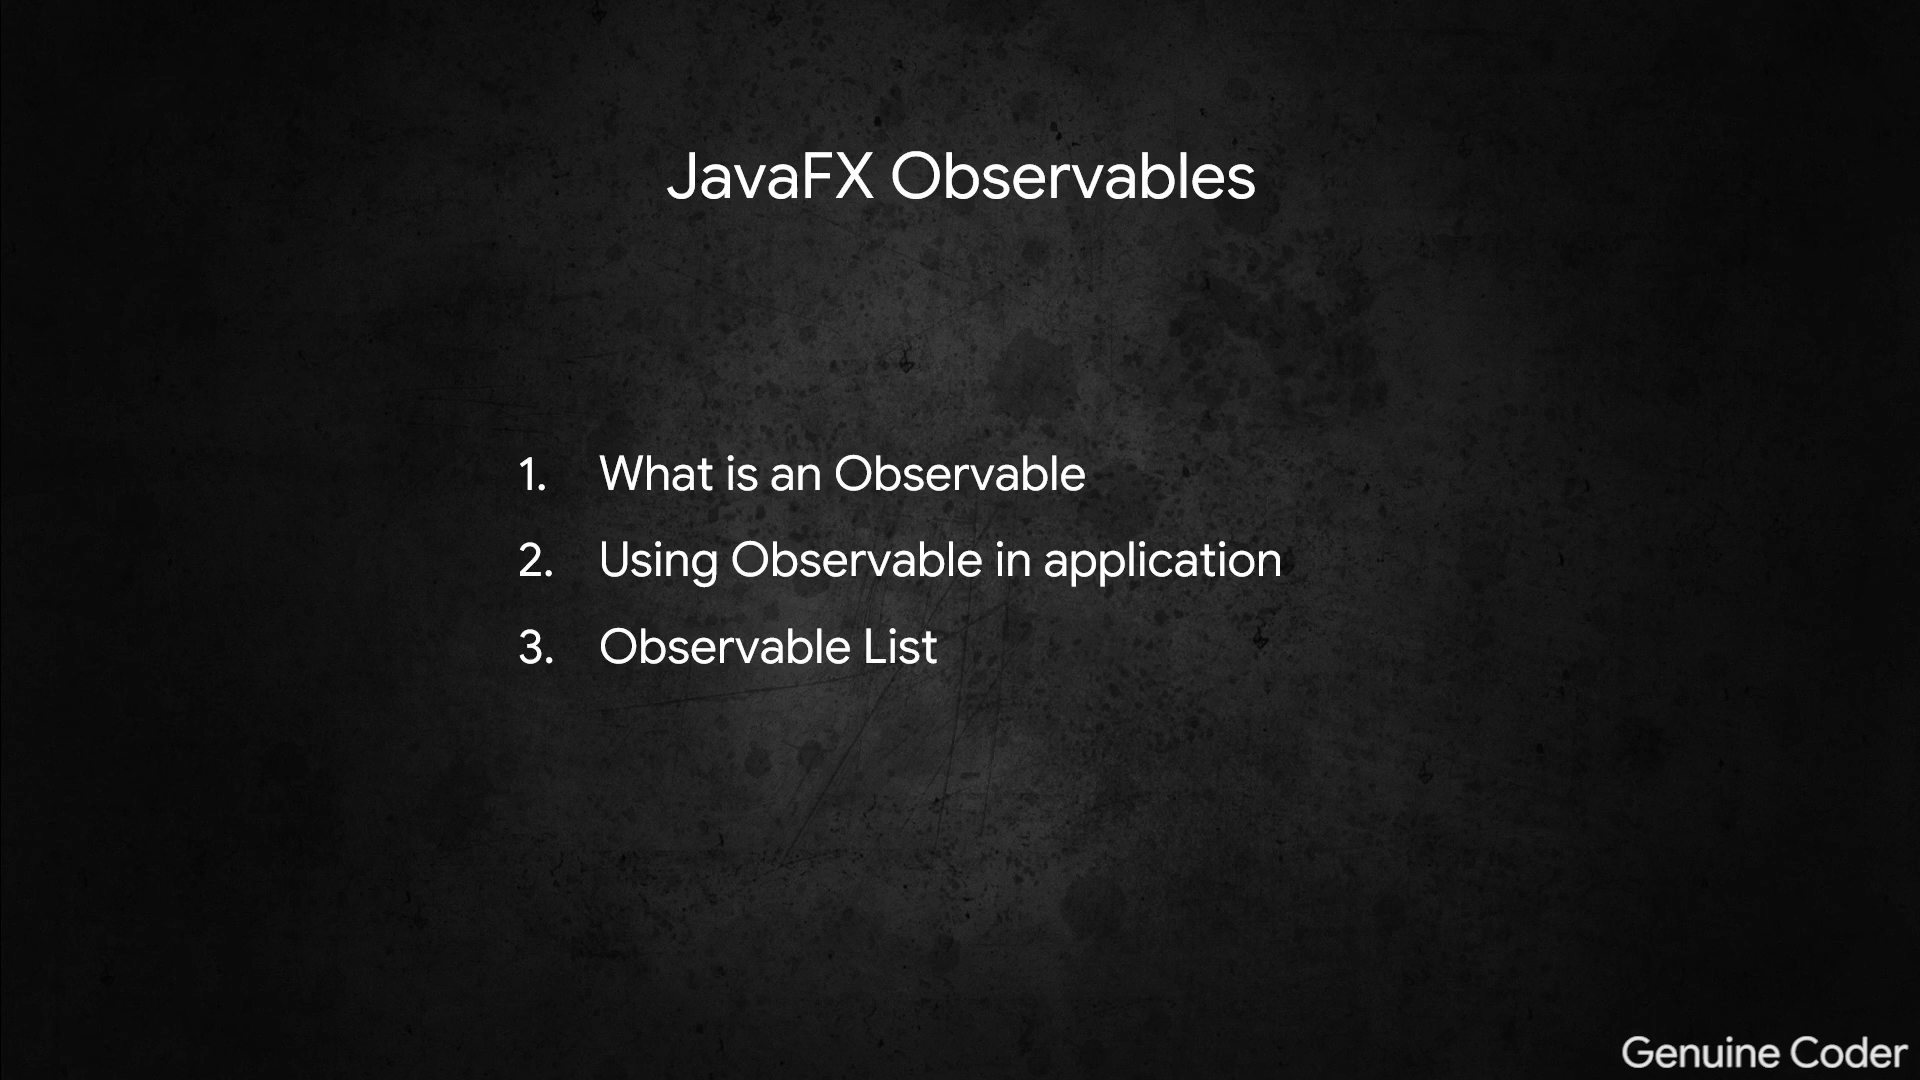 JavaFX Observables
1. What is an Observable
2. Using Observable in application
3. Observable List
Genuine Coder